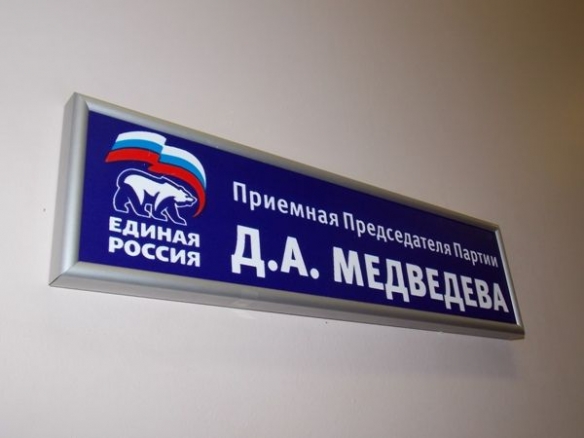 ЕДИНАЯ
РОССИЯ
Приемная Председателя Партии
Д.А. МЕДВЕДЕВА